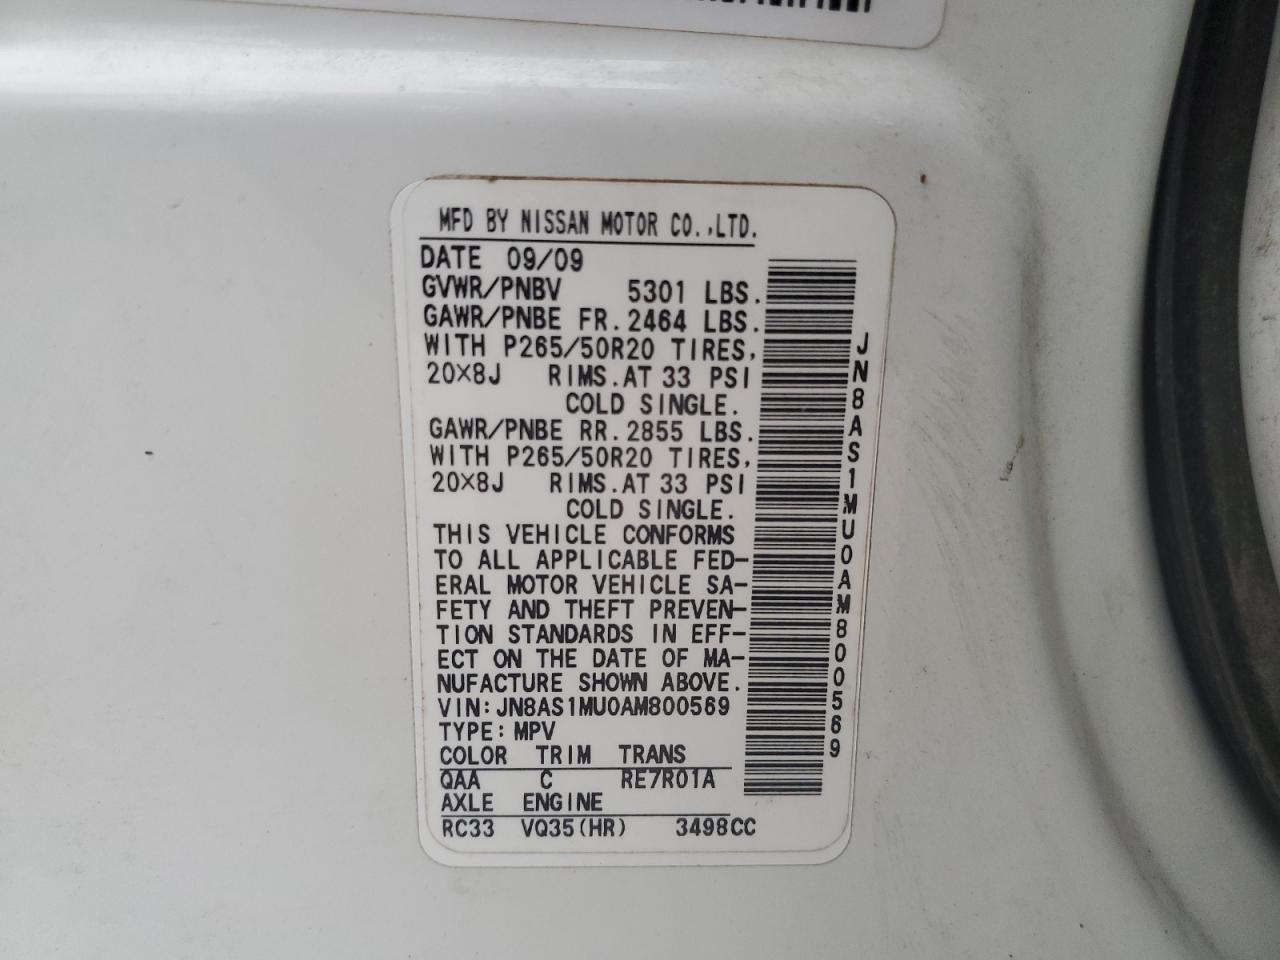 MFD BY NISSAN MOTOR CO.,LTD.
DATE 09/09
GVWR/PNBV 5301 LBS.
GAWR/PNBE FR.2464 LBS.
WITH P265/50R20 TIRES,
20×8J RIMS.AT 33 PSI
COLD SINGLE.
GAWR/PNBE RR.2855 LBS.
WITH P265/50R20 TIRES,
20×8J RIMS.AT 33 PSI
COLD SINGLE.
THIS VEHICLE CONFORMS
TO ALL APPLICABLE FED-
ERAL MOTOR VEHICLE SA-
FETY AND THEFT PREVEN-
TION STANDARDS IN EFF-
ECT ON THE DATE OF MA-
NUFACTURE SHOWN ABOVE.
VIN:JN8AS1MU0AM800569
TYPE:MPV
COLOR TRIM TRANS
QAA C RE7R01A
AXLE ENGINE
RC33 VQ35(HR) 3498CC
JN8AS1MU0AM800569